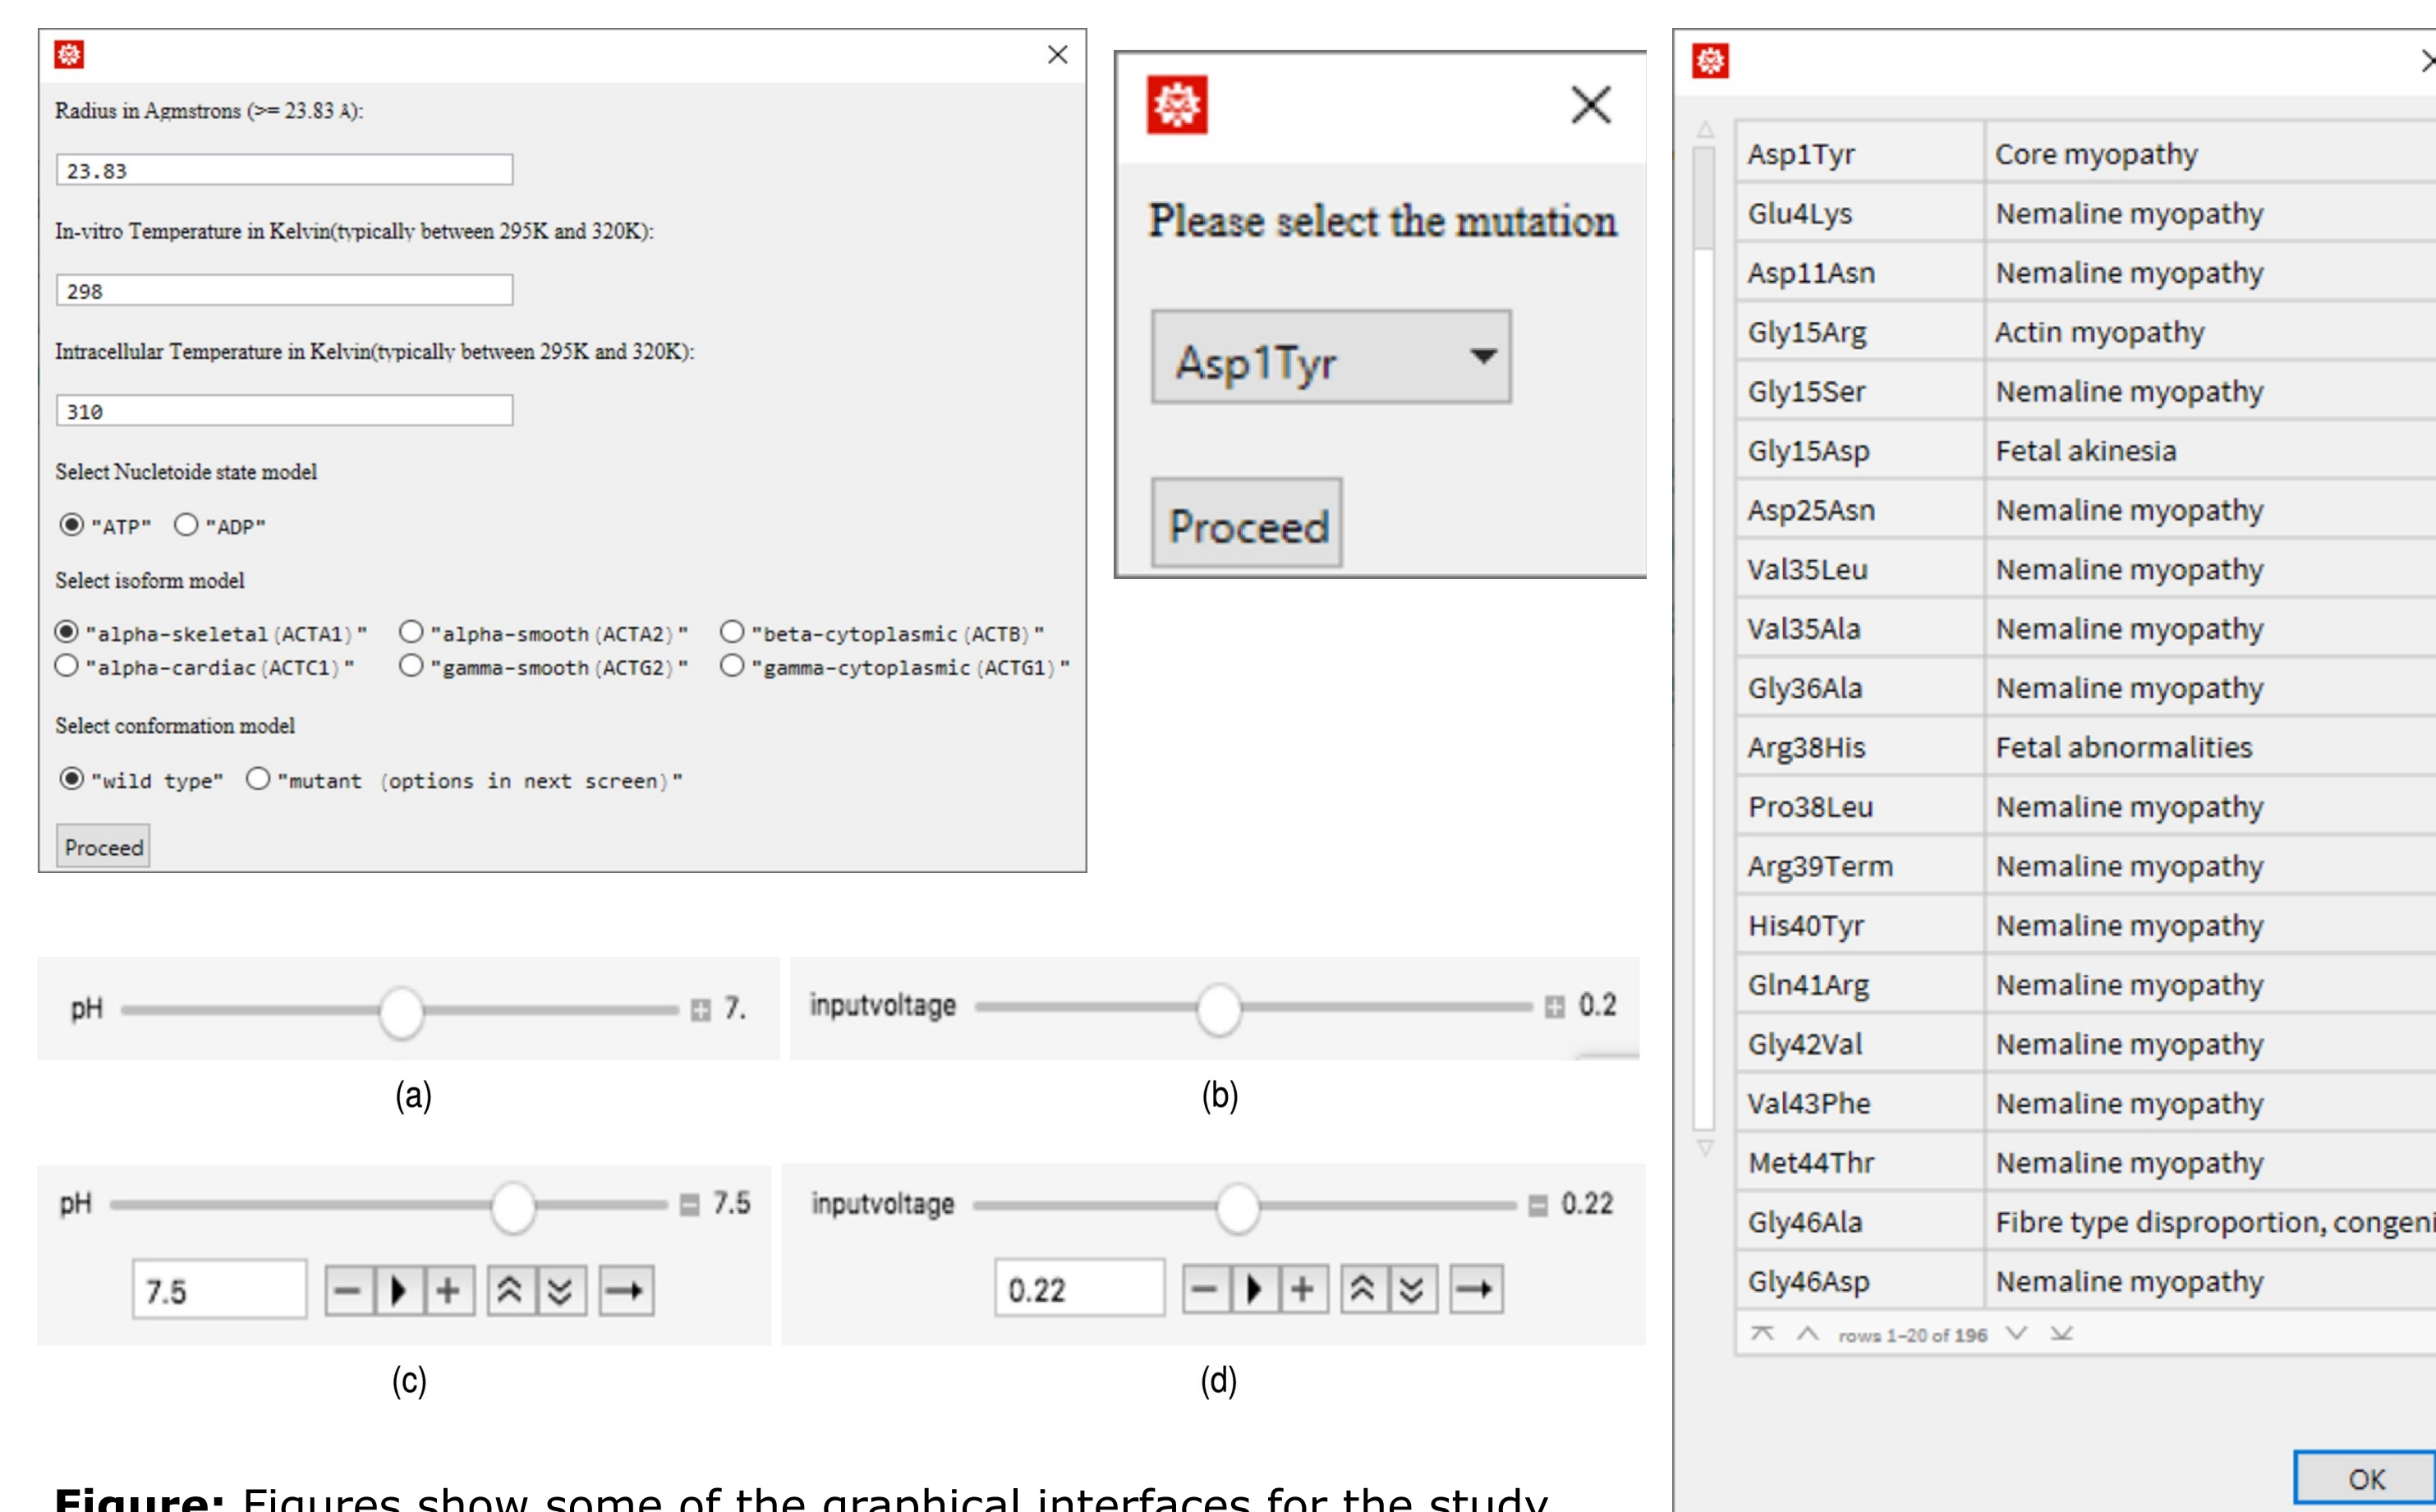 Radius in Agmstrons (>= 23.83 Å):
23.83
In-vitro Temperature in Kelvin(typically between 295K and 320K):
298
Intracellular Temperature in Kelvin(typically between 295K and 320K):
310
Select Nucletoide state model
"ATP" "ADP"
Select isoform model
"alpha-skeletal (ACTA1)" "alpha-smooth (ACTA2)" "beta-cytoplasmic (ACTB)"
"alpha-cardiac (ACTC1)" "gamma-smooth (ACTG2)" "gamma-cytoplasmic (ACTG1)"
Select conformation model
"wild type" "mutant (options in next screen)"
Proceed
Please select the mutation
Asp1Tyr
Proceed
pH 7.
(a)
inputvoltage 0.2
(b)
pH 7.5
7.5
(c)
inputvoltage 0.22
0.22
(d)
Figure: Figures show some of the graphical interfaces for the study
Asp1Tyr Core myopathy
Glu4Lys Nemaline myopathy
Asp11Asn Nemaline myopathy
Gly15Arg Actin myopathy
Gly15Ser Nemaline myopathy
Gly15Asp Fetal akinesia
Asp25Asn Nemaline myopathy
Val35Leu Nemaline myopathy
Val35Ala Nemaline myopathy
Gly36Ala Nemaline myopathy
Arg38His Fetal abnormalities
Pro38Leu Nemaline myopathy
Arg39Term Nemaline myopathy
His40Tyr Nemaline myopathy
Gln41Arg Nemaline myopathy
Gly42Val Nemaline myopathy
Val43Phe Nemaline myopathy
Met44Thr Nemaline myopathy
Gly46Ala Fibre type disproportion, congeni
Gly46Asp Nemaline myopathy
rows 1-20 of 196
OK